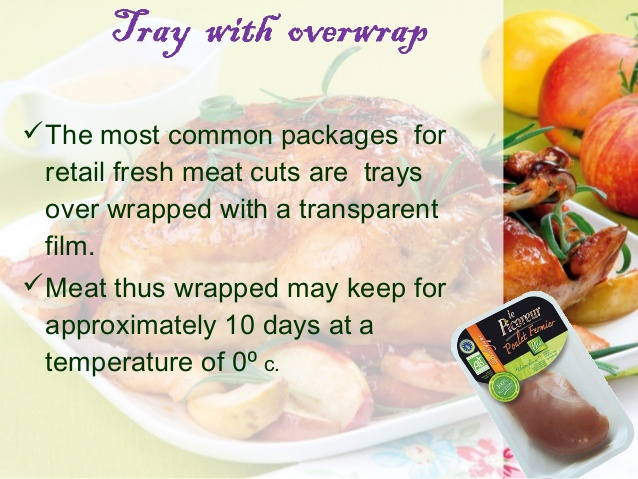 Tray with overwrap
✓The most common packages for
retail fresh meat cuts are trays
over wrapped with a transparent
film.
✓Meat thus wrapped may keep for
approximately 10 days at a
temperature of 0º c.
le
Picoreur
Poulet Fermier